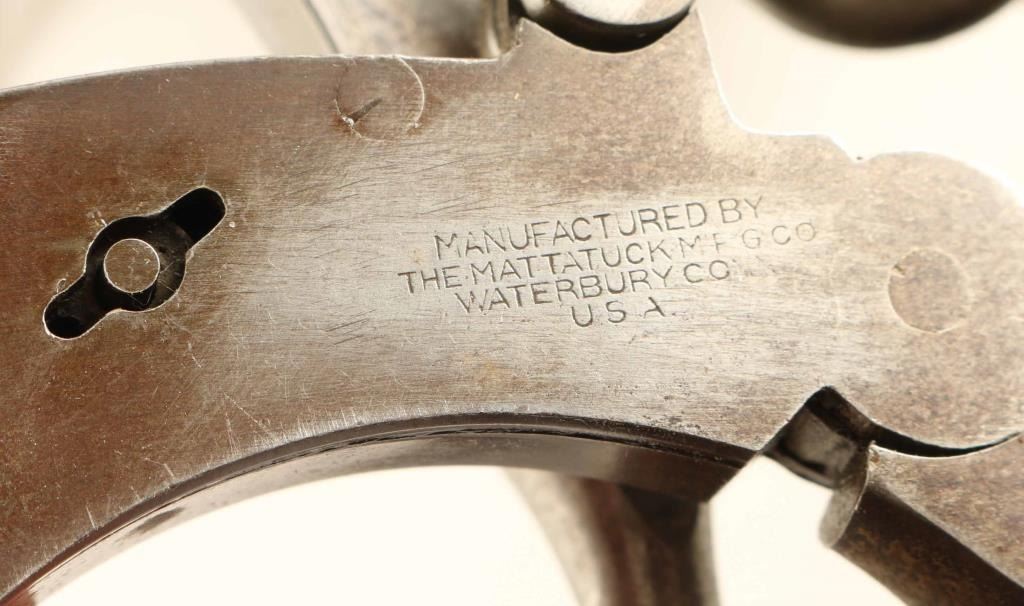 MANUFACTURED BY
THE MATTATUCK M'F'G CO
WATERBURY CO
U.S.A.